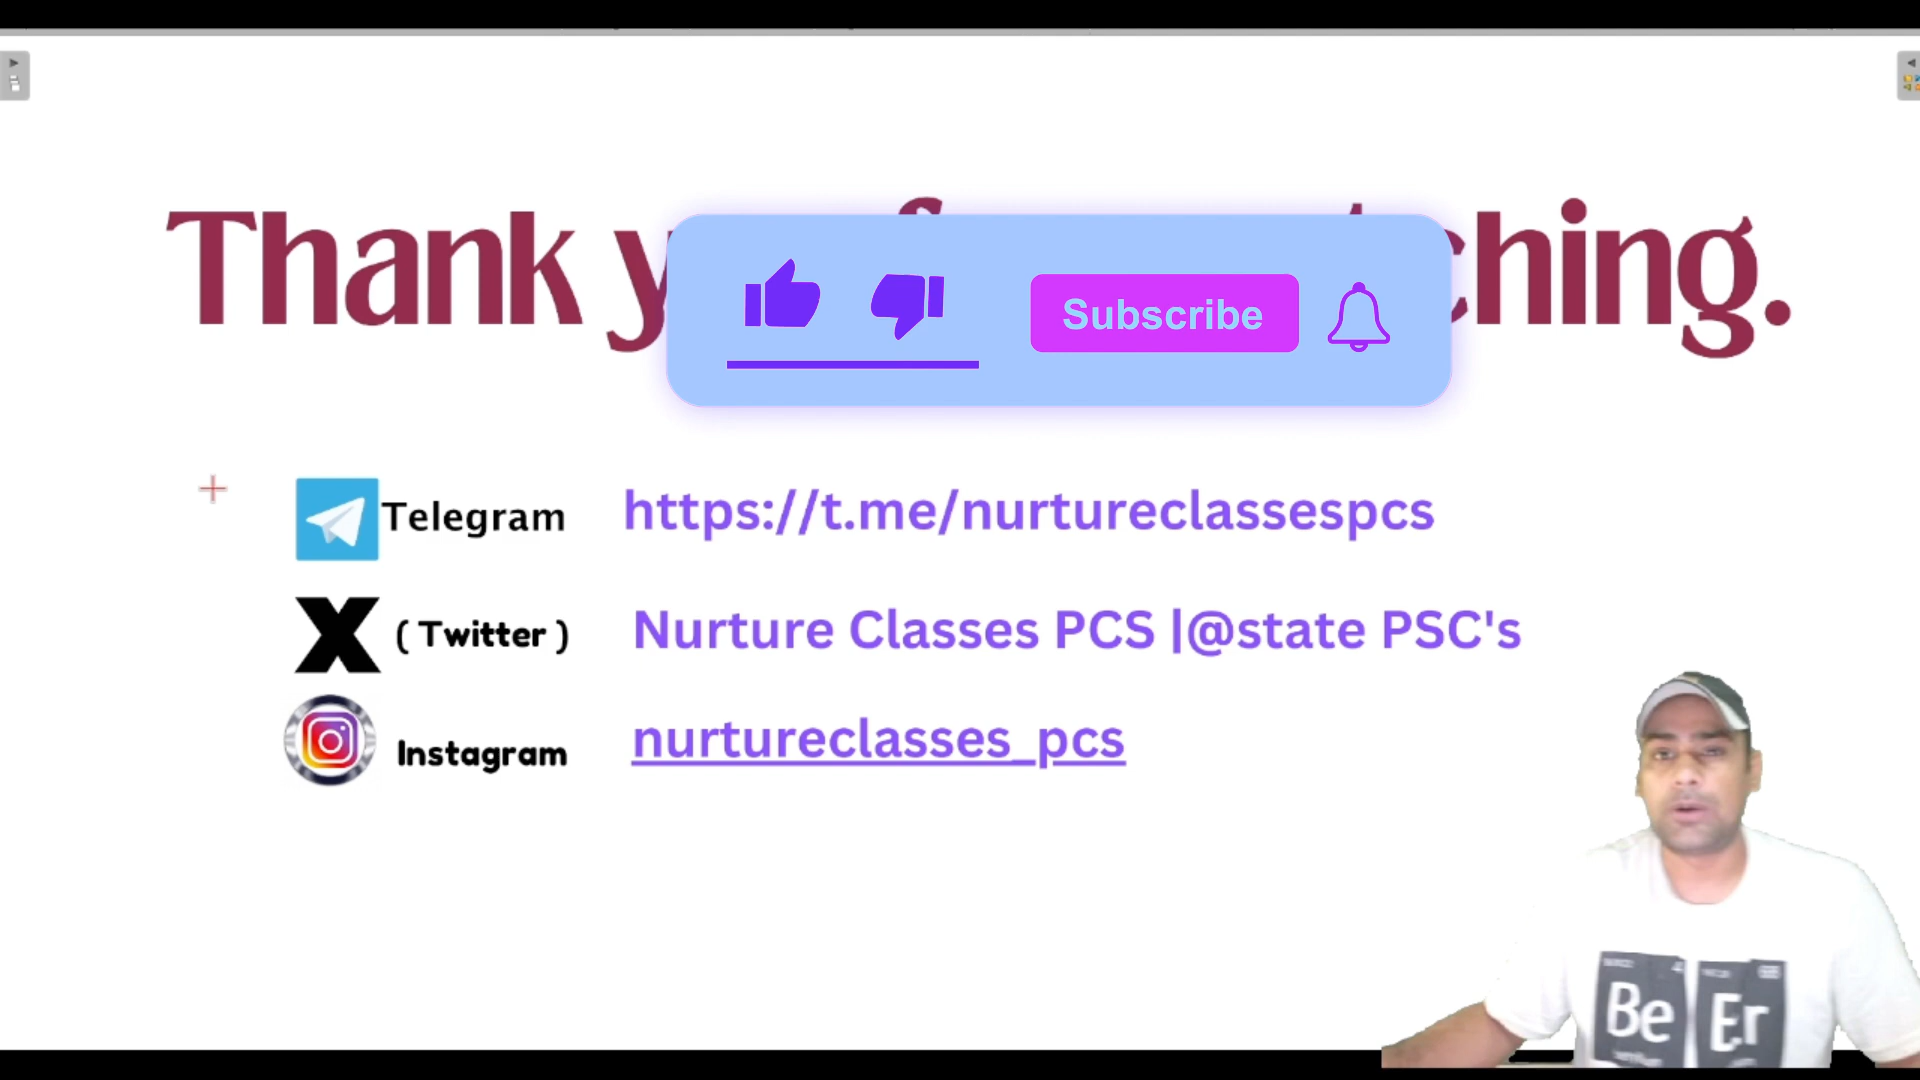 Thank y ching.
Subscribe
Telegram https://t.me/nurtureclassespcs
( Twitter ) Nurture Classes PCS |@state PSC's
Instagram nurtureclasses_pcs
Be Er